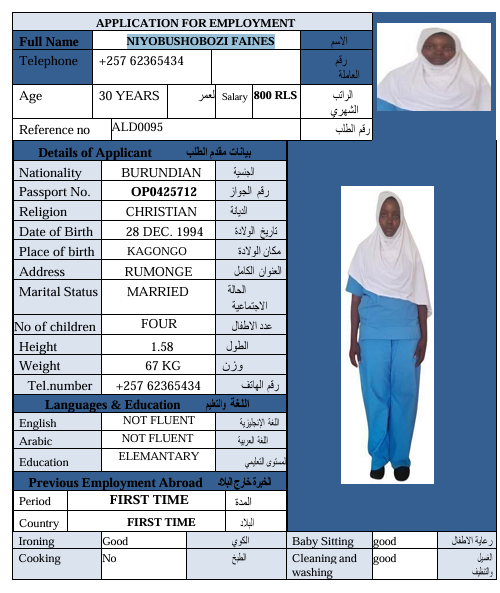 APPLICATION FOR EMPLOYMENT
Full Name NIYOBUSHOBOZI FAINES الاسم
Telephone +257 62365434 رقم
العاملة
Age 30 YEARS لعمر Salary 800 RLS الراتب
الشهري
Reference no ALD0095 رقم الطلب
Details of Applicant بيانات مقدم الطلب
Nationality BURUNDIAN الجنسية
Passport No. OP0425712 رقم الجواز
Religion CHRISTIAN الديانة
Date of Birth 28 DEC. 1994 تاريخ الولادة
Place of birth KAGONGO مكان الولادة
Address RUMONGE العنوان الكامل
Marital Status MARRIED الحالة
الاجتماعية
No of children FOUR عدد الاطفال
Height 1.58 الطول
Weight 67 KG وزن
Tel.number +257 62365434 رقم الهاتف
Languages & Education اللغة والتعليم
English NOT FLUENT اللغة الإنجليزية
Arabic NOT FLUENT اللغة العربية
Education ELEMANTARY لمستوى التعليمي
Previous Employment Abroad الخبرة خارج البلاد
Period FIRST TIME المدة
Country FIRST TIME البلاد
Ironing Good الكوي Baby Sitting good رعاية الاطفال
Cooking No الطبخ Cleaning and washing good الغسيل
والتنظيف